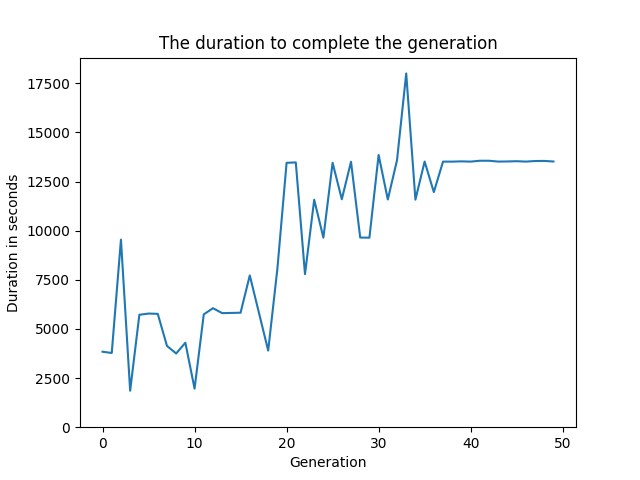 The duration to complete the generation
17500
15000
12500
10000
7500
5000
2500
0
Duration in seconds
0 10 20 30 40 50
Generation